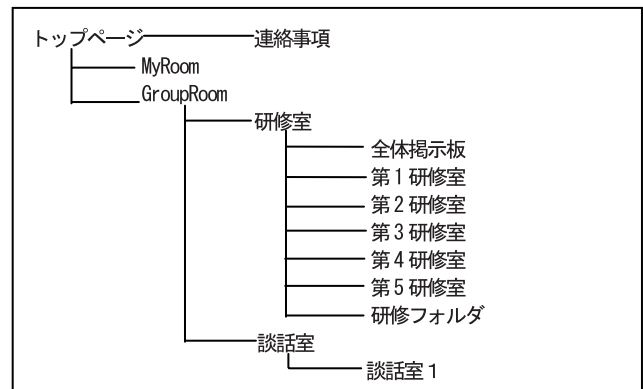 トップページ 連絡事項
MyRoom
GroupRoom
研修室
全体掲示板
第1研修室
第2研修室
第3研修室
第4研修室
第5研修室
研修フォルダ
談話室
談話室1